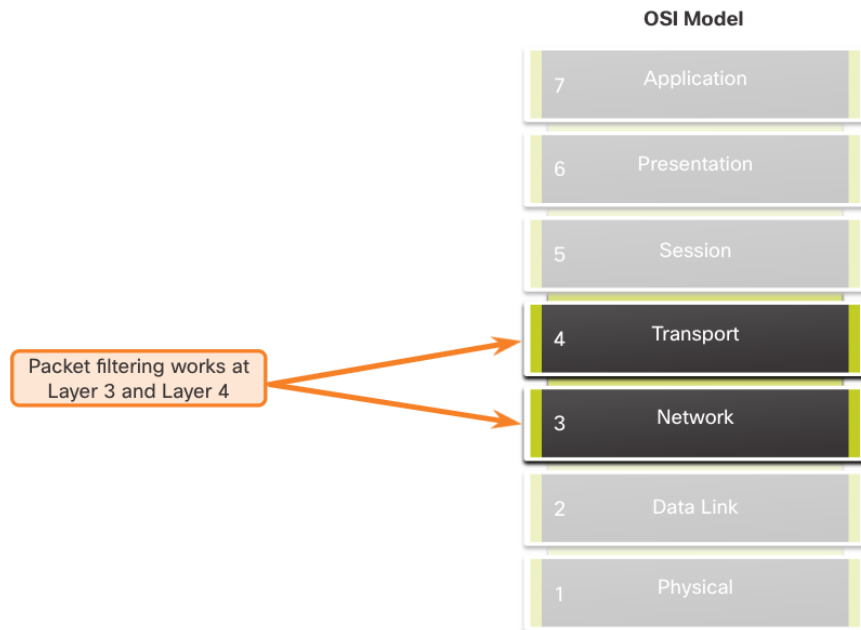 OSI Model
7 Application
6 Presentation
5 Session
4 Transport
Packet filtering works at
Layer 3 and Layer 4
3 Network
2 Data Link
1 Physical